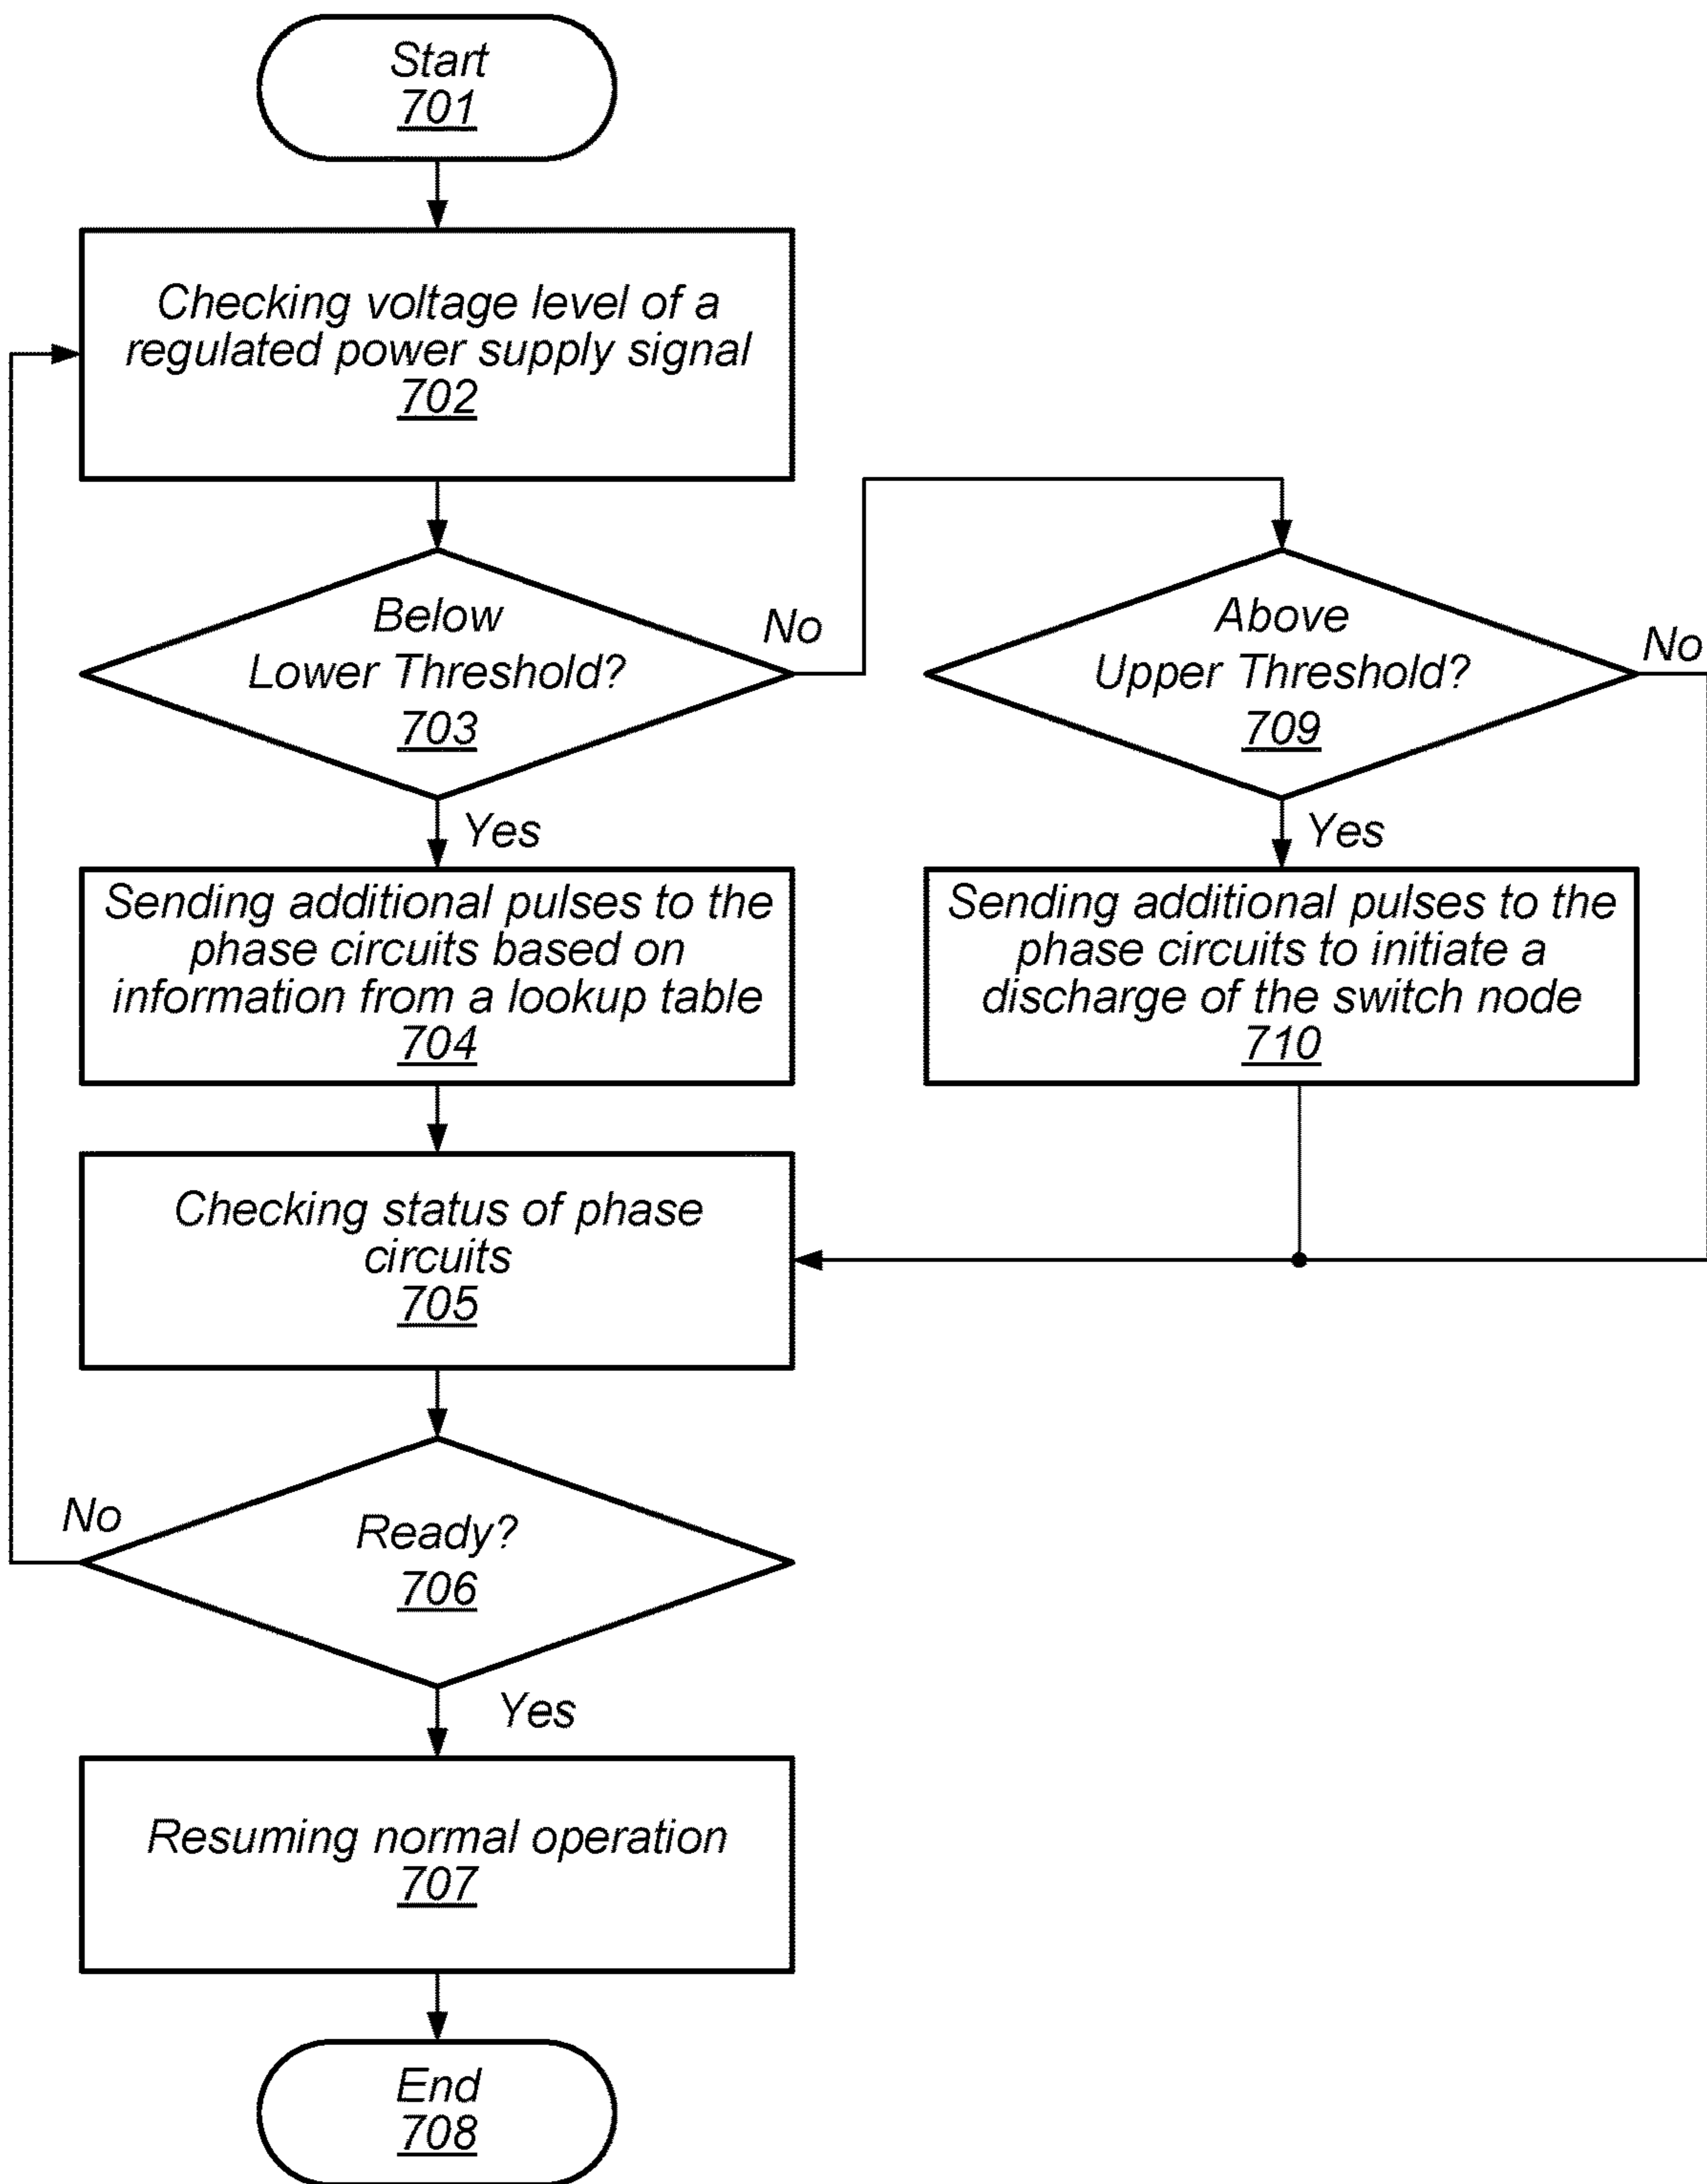 Start
701
Checking voltage level of a
regulated power supply signal
702
Below
Lower Threshold?
703
No
Above
Upper Threshold?
709
No
Yes
Yes
Sending additional pulses to the
phase circuits based on
information from a lookup table
704
Sending additional pulses to the
phase circuits to initiate a
discharge of the switch node
710
Checking status of phase
circuits
705
No
Ready?
706
Yes
Resuming normal operation
707
End
708